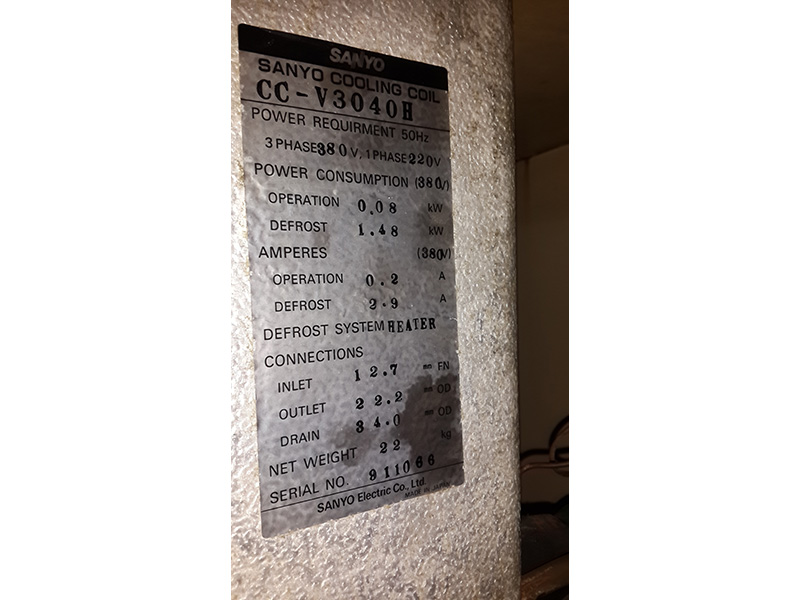 SANYO
SANYO COOLING COIL
CC-V3040H
POWER REQUIRMENT 50Hz
3 PHASE 380 V, 1 PHASE 220V
POWER CONSUMPTION (380V)
OPERATION 0.08 kW
DEFROST 1.48 kW
AMPERES (380V)
OPERATION 0.2 A
DEFROST 2.9 A
DEFROST SYSTEM HEATER
CONNECTIONS
INLET 12.7 mm FN
OUTLET 22.2 mm OD
DRAIN 34.0 mm OD
NET WEIGHT 22 kg
SERIAL NO. 911066
SANYO Electric Co., Ltd.
MADE IN JAPAN